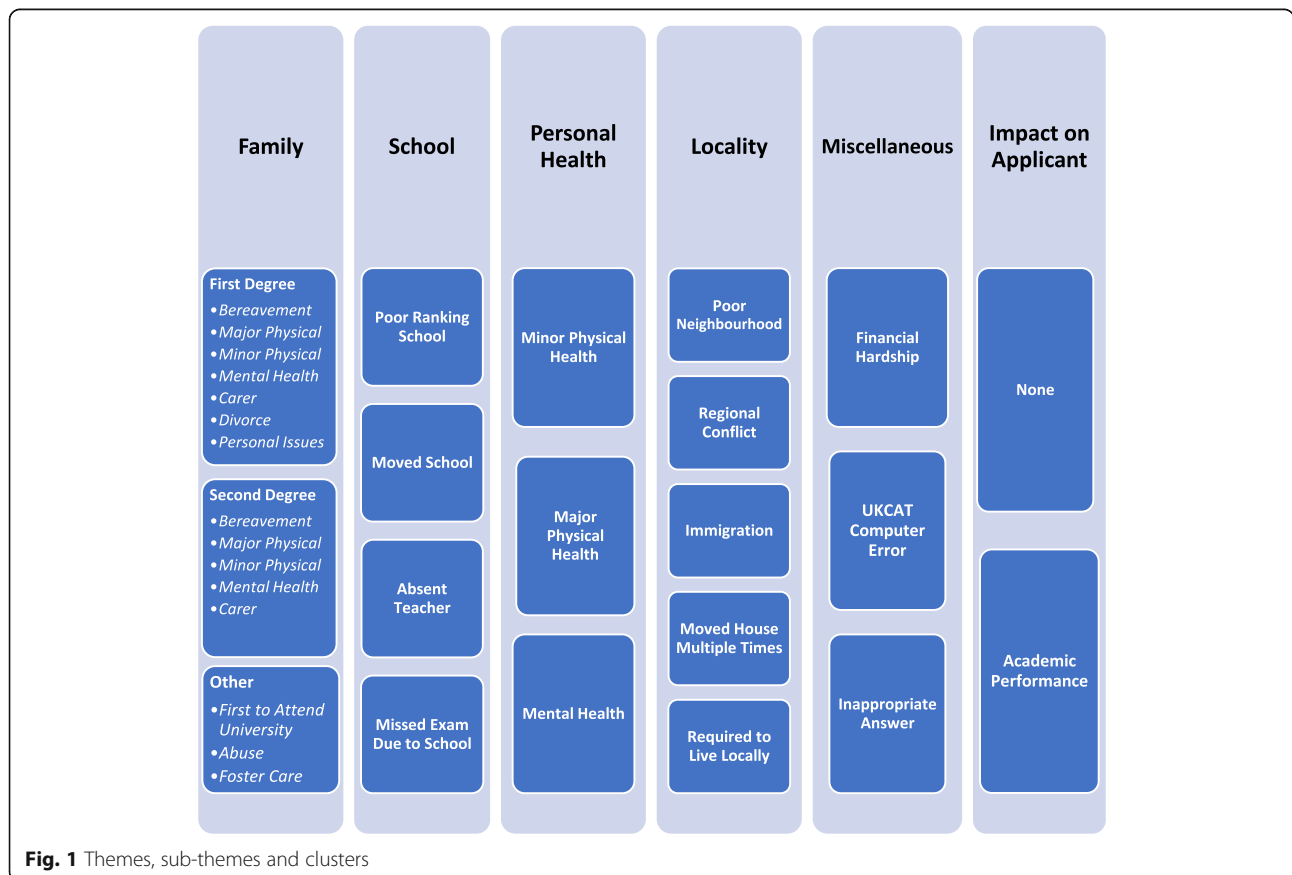 Family
First Degree
•Bereavement
•Major Physical
•Minor Physical
•Mental Health
•Carer
•Divorce
•Personal Issues
Second Degree
•Bereavement
•Major Physical
•Minor Physical
•Mental Health
•Carer
Other
•First to Attend
University
•Abuse
•Foster Care
School
Poor Ranking
School
Moved School
Absent
Teacher
Missed Exam
Due to School
Personal
Health
Minor Physical
Health
Major
Physical
Health
Mental Health
Locality
Poor
Neighbourhood
Regional
Conflict
Immigration
Moved House
Multiple Times
Required to
Live Locally
Miscellaneous
Financial
Hardship
UKCAT
Computer
Error
Inappropriate
Answer
Impact on
Applicant
None
Academic
Performance
Fig. 1 Themes, sub-themes and clusters